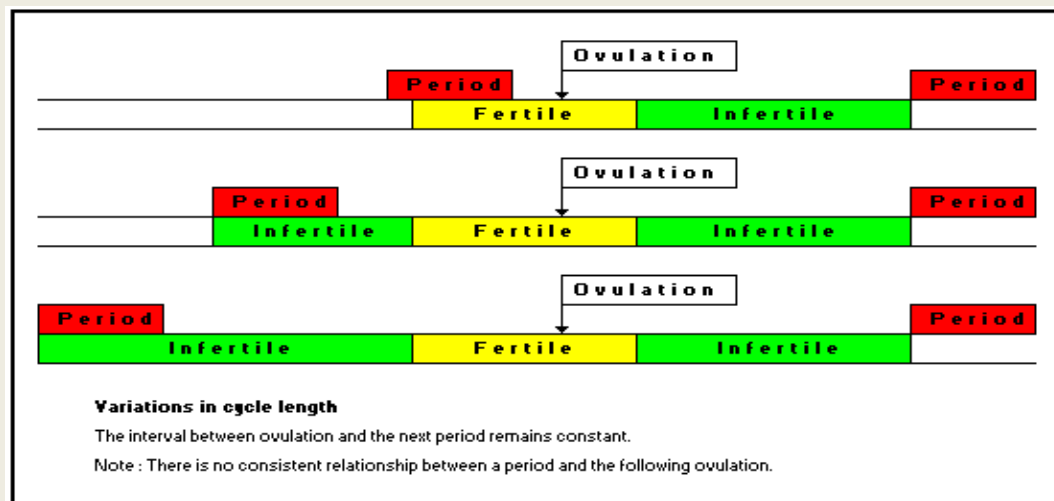 Ovulation
Period Period
Fertile Infertile
Ovulation
Period Period
Infertile Fertile Infertile
Ovulation
Period Period
Infertile Fertile Infertile
Variations in cycle length
The interval between ovulation and the next period remains constant.
Note : There is no consistent relationship between a period and the following ovulation.